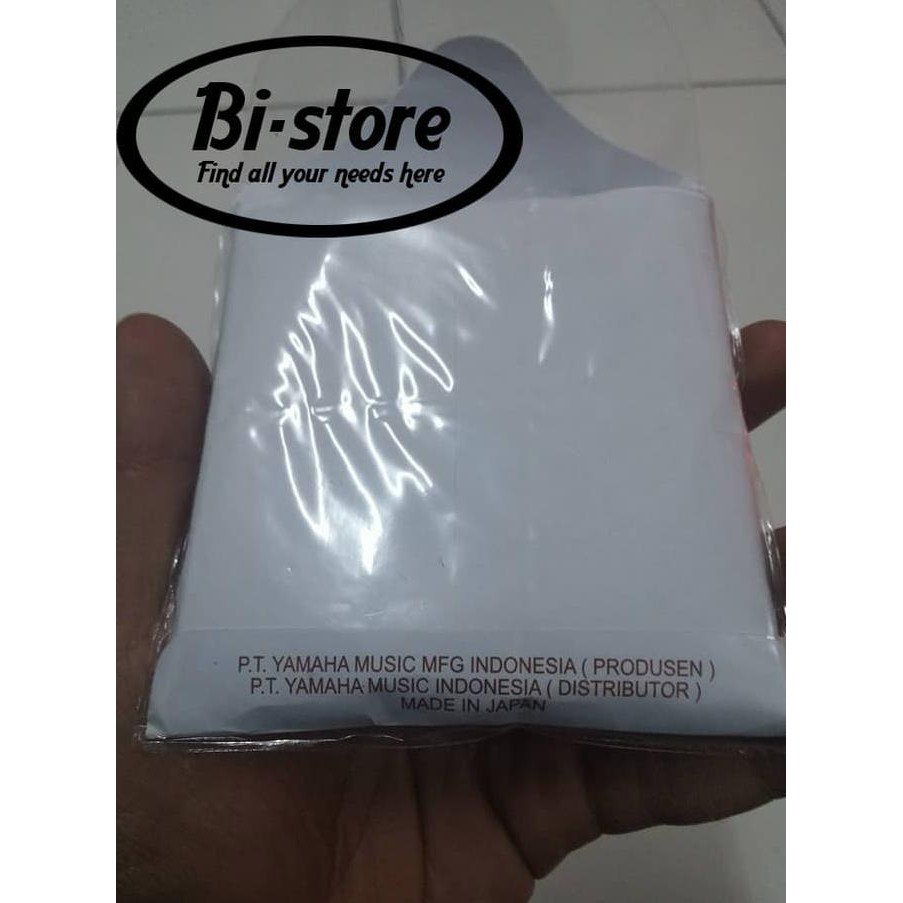 Bi-store
Find all your needs here
P.T. YAMAHA MUSIC MFG INDONESIA ( PRODUSEN )
P.T. YAMAHA MUSIC INDONESIA ( DISTRIBUTOR )
MADE IN JAPAN